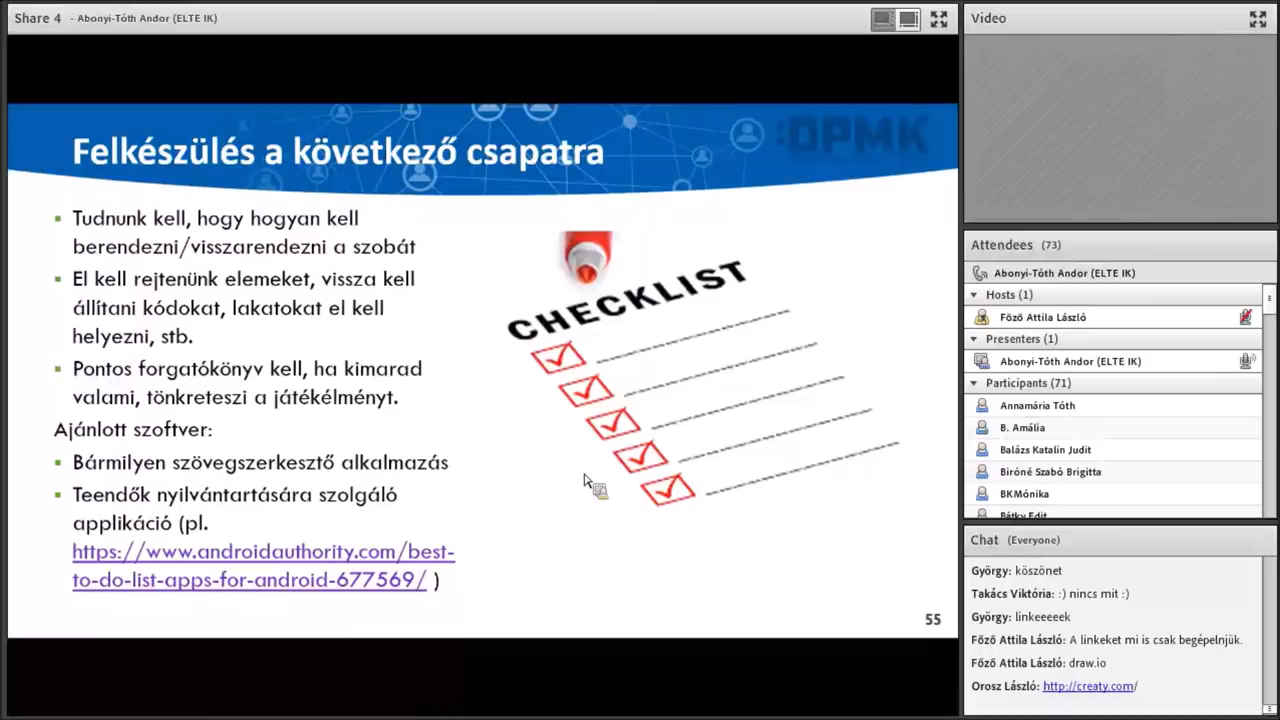 Share 4 - Abonyi-Tóth Andor (ELTE IK)
:OPMK
Felkészülés a következő csapatra
Tudnunk kell, hogy hogyan kell
berendezni/visszarendezni a szobát
El kell rejtenünk elemeket, vissza kell
állítani kódokat, lakatokat el kell
helyezni, stb.
Pontos forgatókönyv kell, ha kimarad
valami, tönkreteszi a játékélményt.
Ajánlott szoftver:
Bármilyen szövegszerkesztő alkalmazás
Teendők nyilvántartására szolgáló
applikáció (pl.
https://www.androidauthority.com/best-
to-do-list-apps-for-android-677569/ )
CHECKLIST
55
Video
Attendees (73)
Abonyi-Tóth Andor (ELTE IK)
Hosts (1)
Főző Attila László
Presenters (1)
Abonyi-Tóth Andor (ELTE IK)
Participants (71)
Annamária Tóth
B. Amália
Balázs Katalin Judit
Biróné Szabó Brigitta
BKMónika
Bátky Edit
Chat (Everyone)
György: köszönet
Takács Viktória: :) nincs mit :)
György: linkeeeeek
Főző Attila László: A linkeket mi is csak begépelnjük.
Főző Attila László: draw.io
Orosz László: http://creaty.com/